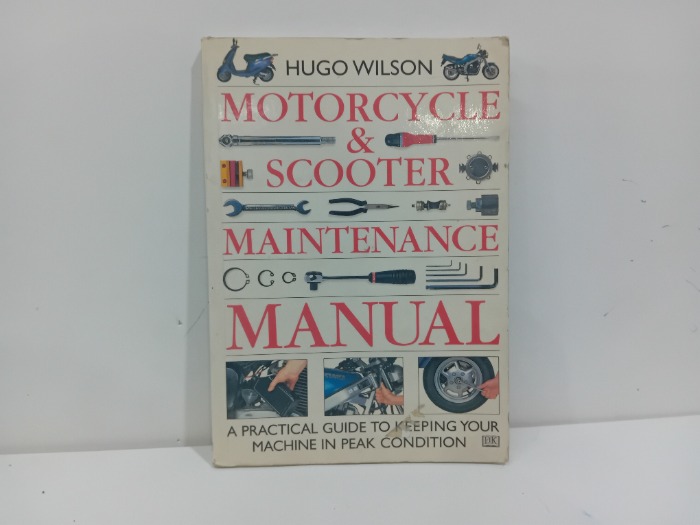 HUGO WILSON
MOTORCYCLE
&
SCOOTER
MAINTENANCE
MANUAL
A PRACTICAL GUIDE TO KEEPING YOUR
MACHINE IN PEAK CONDITION
DK